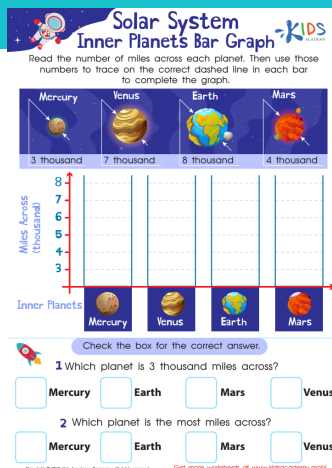 Solar System
Inner Planets Bar Graph
KIDS
ACADEMY
Read the number of miles across each planet. Then use those
numbers to trace on the correct dashed line in each bar
to complete the graph.
Mercury Venus Earth Mars
3 thousand 7 thousand 8 thousand 4 thousand
Miles Across
(thousand)
8
7
6
5
4
3
Inner Planets
Mercury Venus Earth Mars
Check the box for the correct answer.
1 Which planet is 3 thousand miles across?
Mercury Earth Mars Venus
2 Which planet is the most miles across?
Mercury Earth Mars Venus
Get more worksheets at www.kidsacademy.mobi